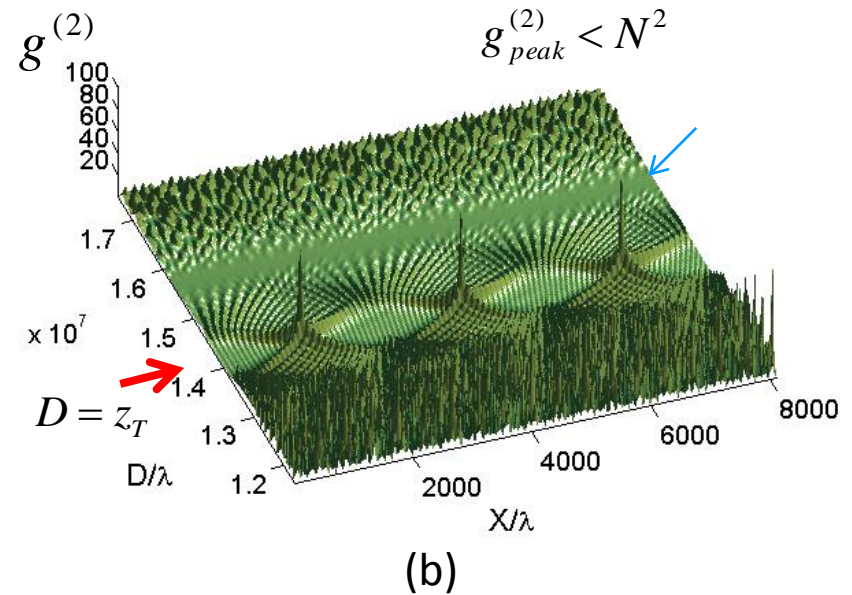 g^(2)
g^(2)_peak < N^2
100
80
60
40
20
1.7
1.6
x 10^7
1.5
1.4
D = z_T
1.3
D/λ
1.2
2000
4000
6000
8000
X/λ
(b)